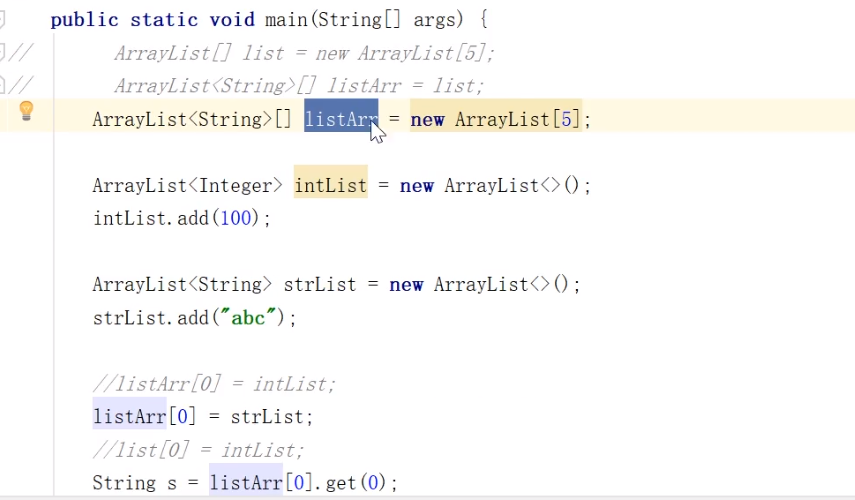 public static void main(String[] args) {
// ArrayList[] list = new ArrayList[5];
// ArrayList<String>[] listArr = list;
ArrayList<String>[] listArr = new ArrayList[5];
ArrayList<Integer> intList = new ArrayList<>();
intList.add(100);
ArrayList<String> strList = new ArrayList<>();
strList.add("abc");
//listArr[0] = intList;
listArr[0] = strList;
//list[0] = intList;
String s = listArr[0].get(0);